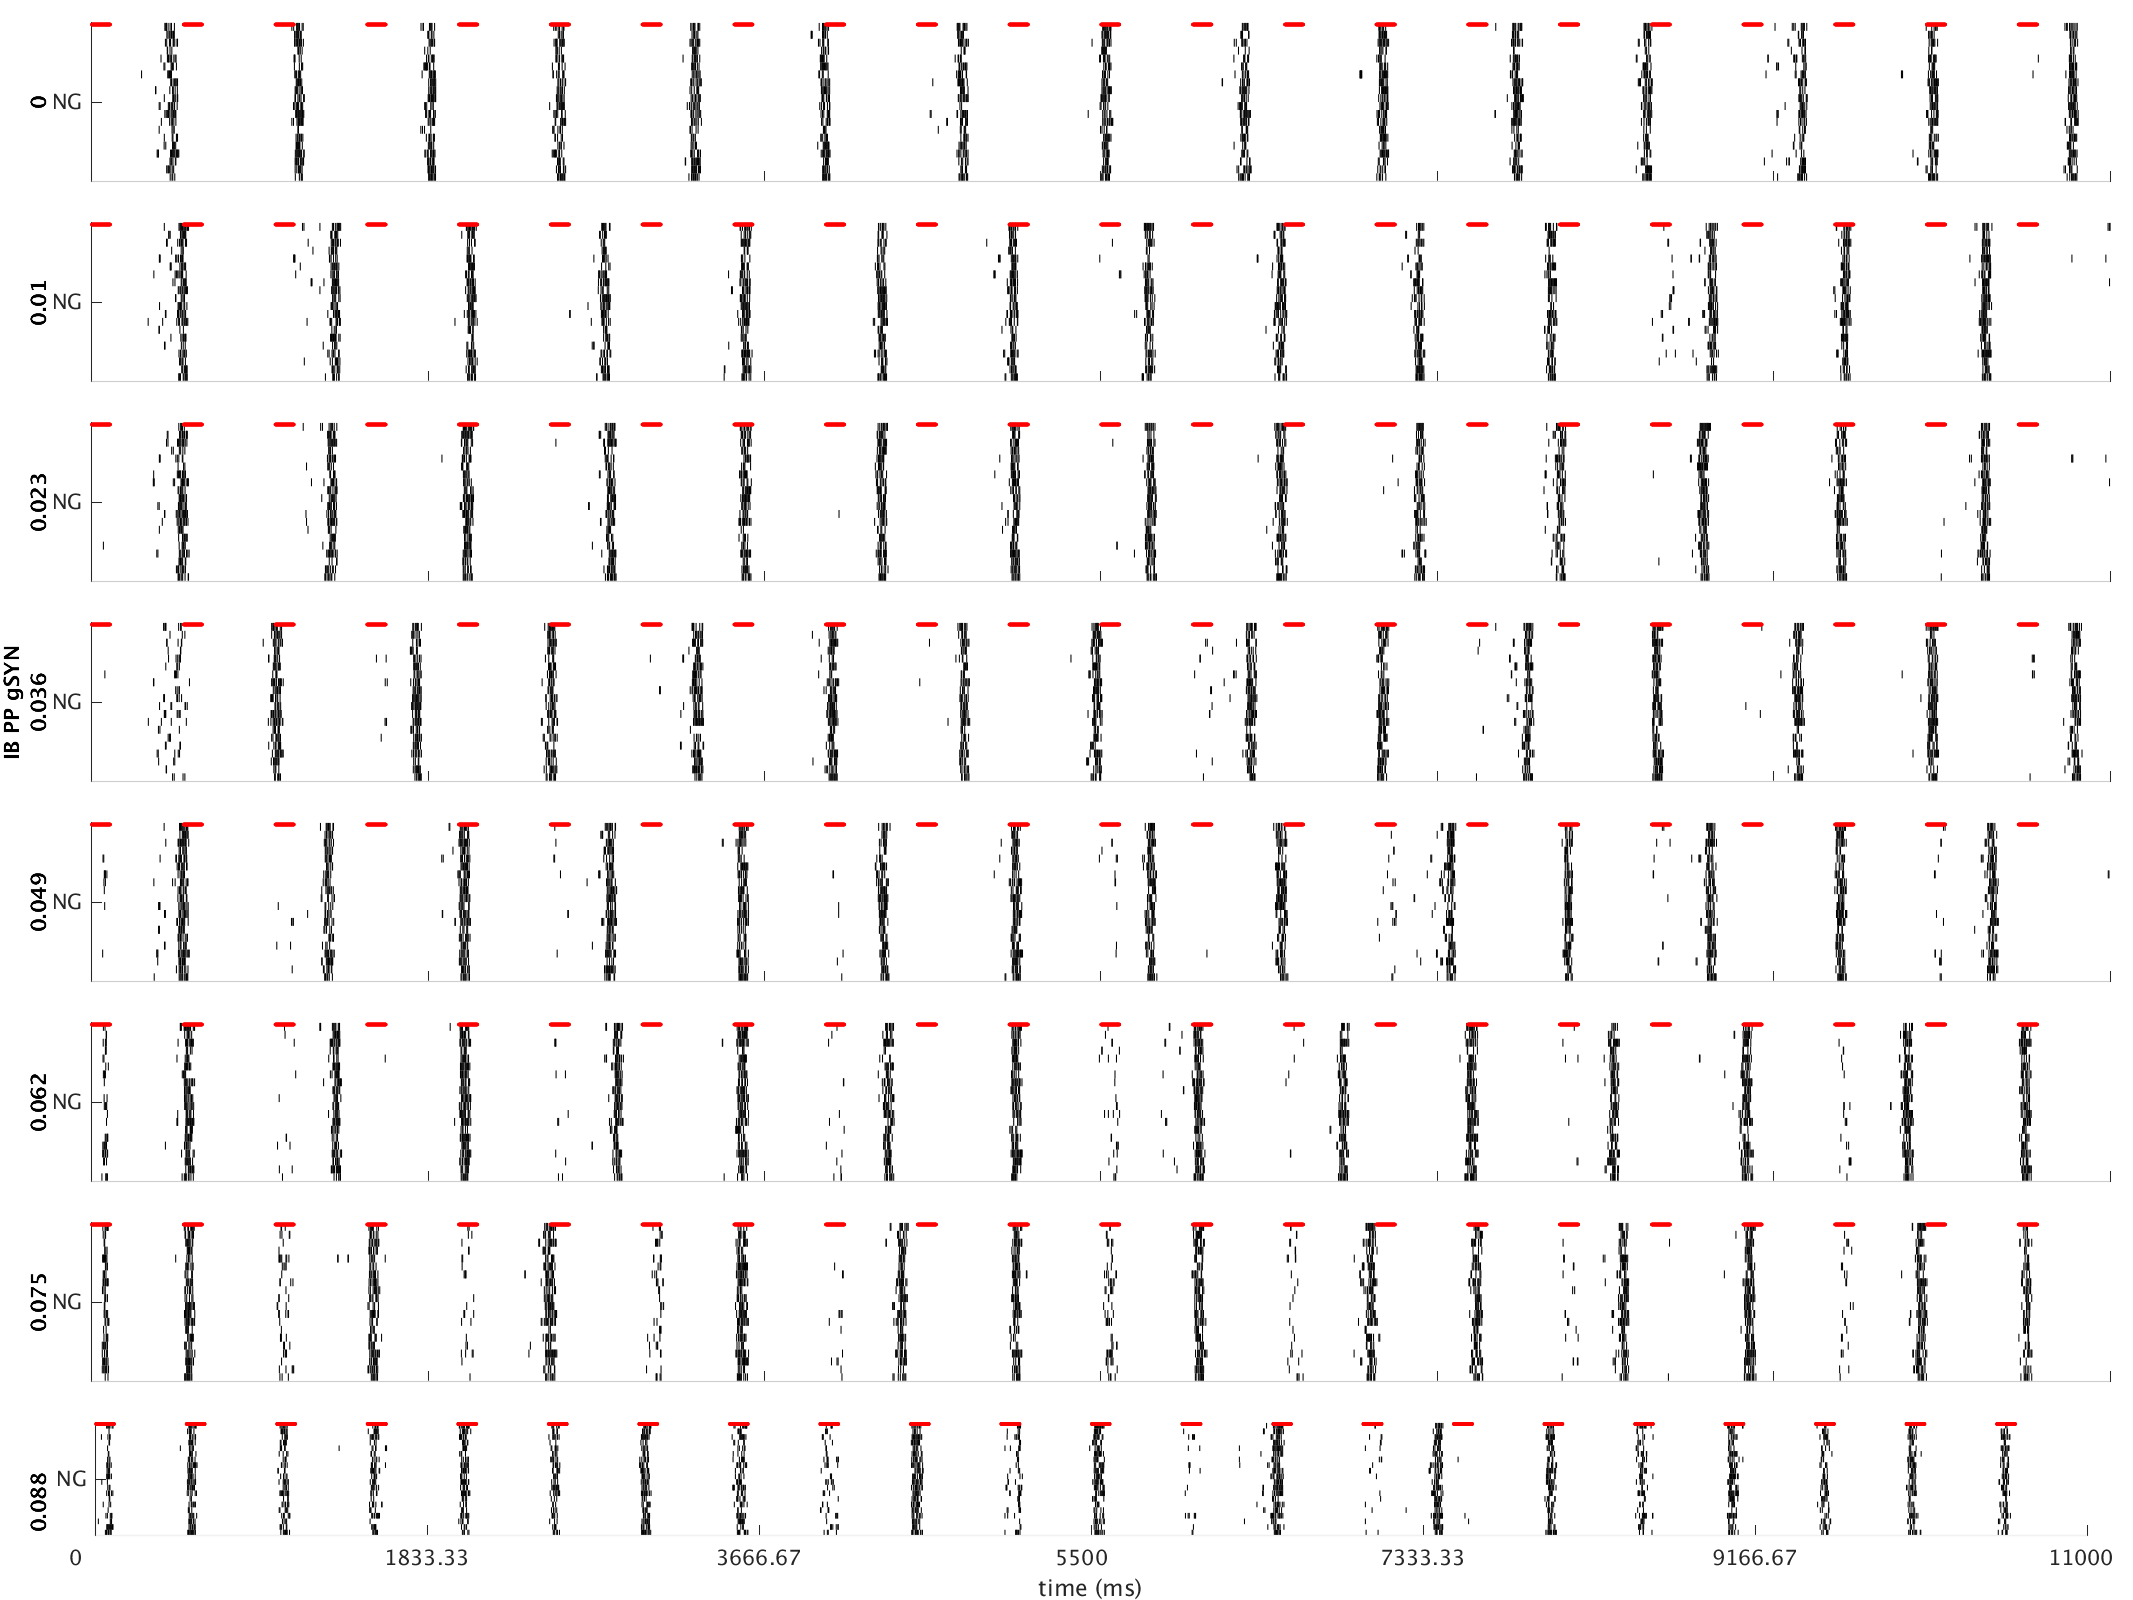 IB PP gSYN
0 NG
0.01 NG
0.023 NG
0.036 NG
0.049 NG
0.062 NG
0.075 NG
0.088 NG
0 1833.33 3666.67 5500 7333.33 9166.67 11000
time (ms)